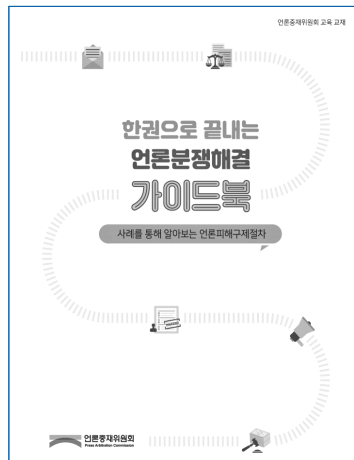 언론중재위원회 교육 교재
한권으로 끝내는
언론분쟁해결
가이드북
사례를 통해 알아보는 언론피해구제절차
언론중재위원회
Press Arbitration Commission